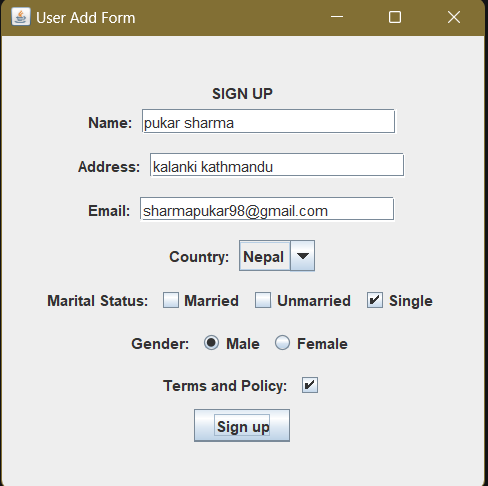 User Add Form
SIGN UP
Name: pukar sharma
Address: kalanki kathmandu
Email: sharmapukar98@gmail.com
Country: Nepal
Marital Status: Married Unmarried Single
Gender: Male Female
Terms and Policy:
Sign up